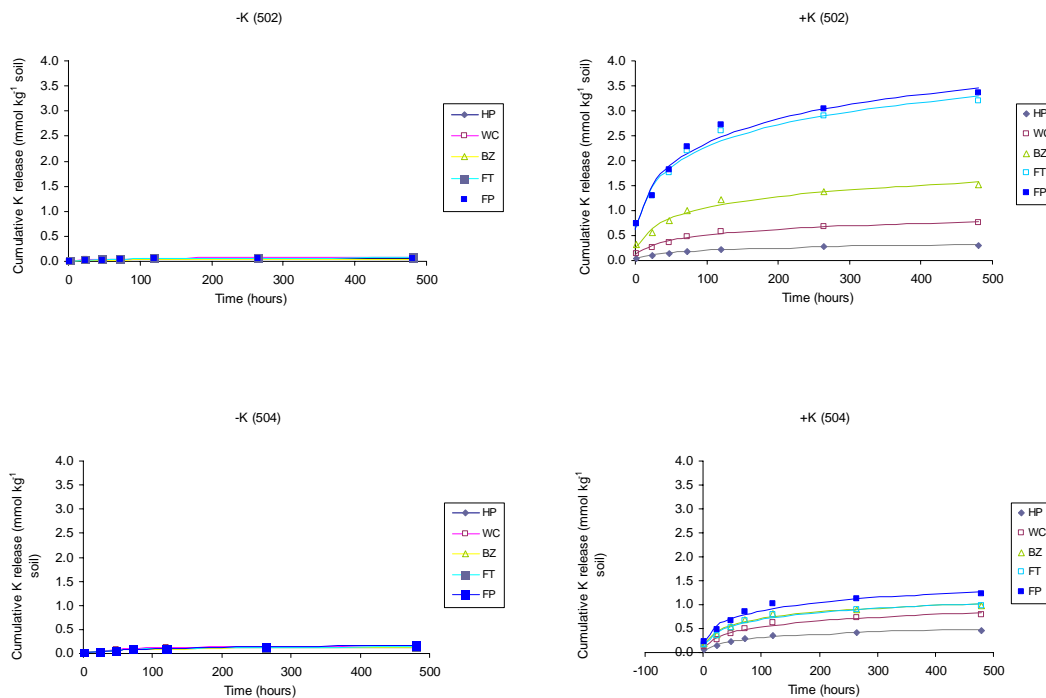 -K (502)
Cumulative K release (mmol kg-1 soil)
4.0
3.5
3.0
2.5
2.0
1.5
1.0
0.5
0.0
0 100 200 300 400 500
Time (hours)
HP
WC
BZ
FT
FP
+K (502)
Cumulative K release (mmol kg-1 soil)
4.0
3.5
3.0
2.5
2.0
1.5
1.0
0.5
0.0
0 100 200 300 400 500
Time (hours)
HP
WC
BZ
FT
FP
-K (504)
Cumulative K release (mmol kg-1
soil)
4.0
3.5
3.0
2.5
2.0
1.5
1.0
0.5
0.0
0 100 200 300 400 500
Time (hours)
HP
WC
BZ
FT
FP
+K (504)
Cumulative K release (mmol kg-1
soil)
4.0
3.5
3.0
2.5
2.0
1.5
1.0
0.5
0.0
-100 0 100 200 300 400 500
Time (hours)
HP
WC
BZ
FT
FP